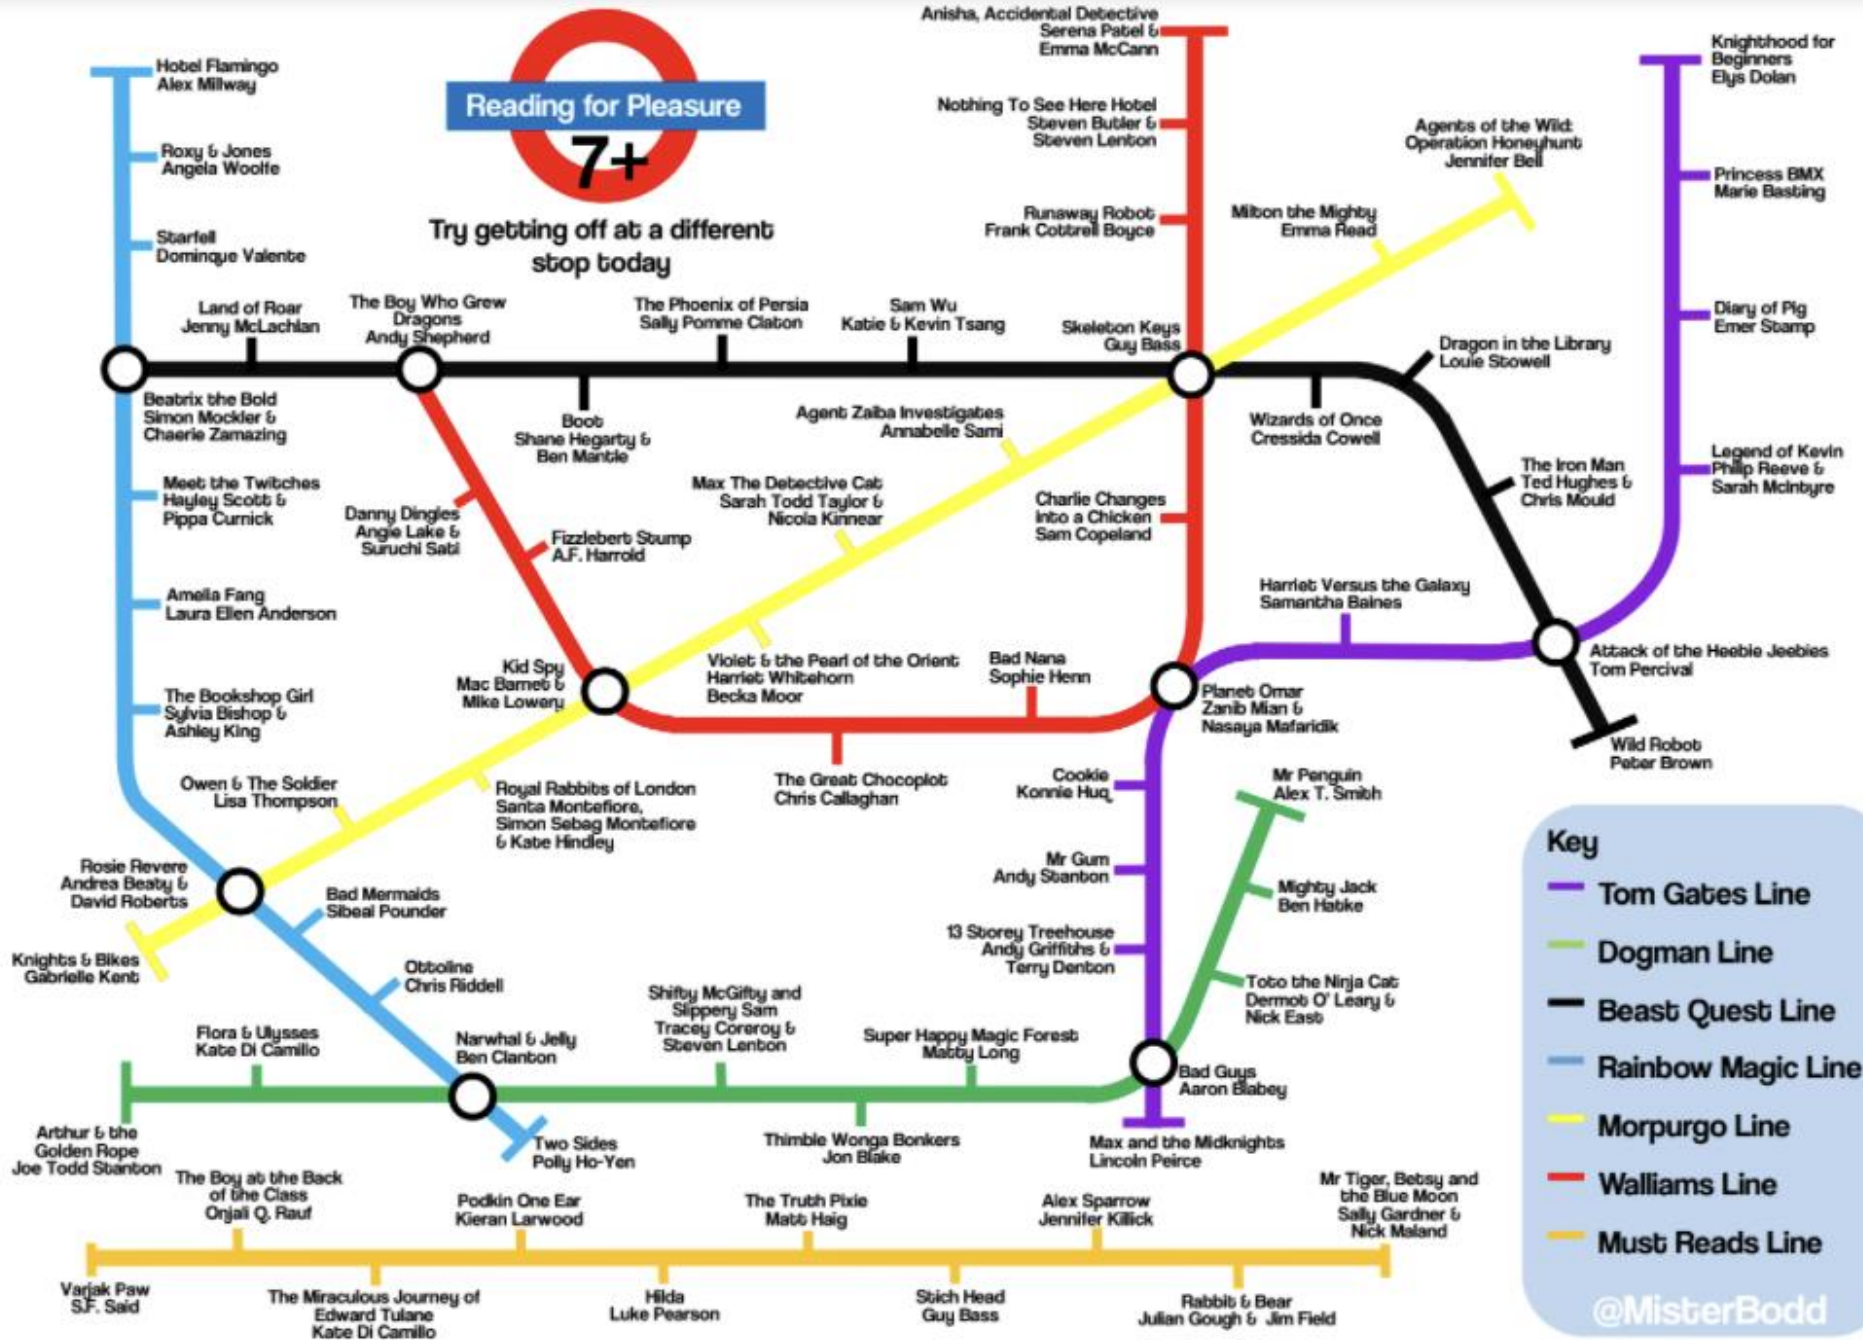 Reading for Pleasure
7+
Try getting off at a different
stop today
Hotel Flamingo
Alex Millway
Roxy & Jones
Angela Woolfe
Starfell
Dominque Valente
Beatrix the Bold
Simon Mockler &
Chaerie Zamazing
Meet the Twitches
Hayley Scott &
Pippa Curnick
Amelia Fang
Laura Ellen Anderson
The Bookshop Girl
Sylvia Bishop &
Ashley King
Rosie Revere
Andrea Beaty &
David Roberts
Bad Mermaids
Sibeal Pounder
Ottoline
Chris Riddell
Narwhal & Jelly
Ben Clanton
Two Sides
Polly Ho-Yen
Land of Roar
Jenny McLachlan
The Boy Who Grew
Dragons
Andy Shepherd
Boot
Shane Hegarty &
Ben Mantle
The Phoenix of Persia
Sally Pomme Claton
Sam Wu
Katie & Kevin Tsang
Skeleton Keys
Guy Bass
Wizards of Once
Cressida Cowell
Dragon in the Library
Louie Stowell
The Iron Man
Ted Hughes &
Chris Mould
Attack of the Heebie Jeebies
Tom Percival
Wild Robot
Peter Brown
Anisha, Accidental Detective
Serena Patel &
Emma McCann
Nothing To See Here Hotel
Steven Butler &
Steven Lenton
Runaway Robot
Frank Cottrell Boyce
Charlie Changes
Into a Chicken
Sam Copeland
Planet Omar
Zanib Mian &
Nasaya Mafaridik
Bad Nana
Sophie Henn
The Great Chocoplot
Chris Callaghan
Kid Spy
Mac Barnet &
Mike Lowery
Fizzlebert Stump
A.F. Harrold
Danny Dingles
Angie Lake &
Suruchi Sati
Agents of the Wild:
Operation Honeyhunt
Jennifer Bell
Milton the Mighty
Emma Read
Agent Zaiba Investigates
Annabelle Sami
Max The Detective Cat
Sarah Todd Taylor &
Nicola Kinnear
Violet & the Pearl of the Orient
Harriet Whitehorn
Becka Moor
Royal Rabbits of London
Santa Montefiore,
Simon Sebag Montefiore
& Kate Hindley
Owen & The Soldier
Lisa Thompson
Knights & Bikes
Gabrielle Kent
Knighthood for
Beginners
Elys Dolan
Princess BMX
Marie Basting
Diary of Pig
Emer Stamp
Legend of Kevin
Philip Reeve &
Sarah McIntyre
Harriet Versus the Galaxy
Samantha Baines
Cookie
Konnie Huq
Mr Gum
Andy Stanton
13 Storey Treehouse
Andy Griffiths &
Terry Denton
Bad Guys
Aaron Blabey
Max and the Midknights
Lincoln Peirce
Mr Penguin
Alex T. Smith
Mighty Jack
Ben Hatke
Toto the Ninja Cat
Dermot O' Leary &
Nick East
Super Happy Magic Forest
Matty Long
Thimble Wonga Bonkers
Jon Blake
Shifty McGifty and
Slippery Sam
Tracey Coreroy &
Steven Lenton
Flora & Ulysses
Kate Di Camillo
Arthur & the
Golden Rope
Joe Todd Stanton
Varjak Paw
S.F. Said
The Boy at the Back
of the Class
Onjali Q. Rauf
The Miraculous Journey of
Edward Tulane
Kate Di Camillo
Podkin One Ear
Kieran Larwood
Hilda
Luke Pearson
The Truth Pixie
Matt Haig
Stich Head
Guy Bass
Alex Sparrow
Jennifer Killick
Rabbit & Bear
Julian Gough & Jim Field
Mr Tiger, Betsy and
the Blue Moon
Sally Gardner &
Nick Maland
Key
Tom Gates Line
Dogman Line
Beast Quest Line
Rainbow Magic Line
Morpurgo Line
Walliams Line
Must Reads Line
@MisterBodd